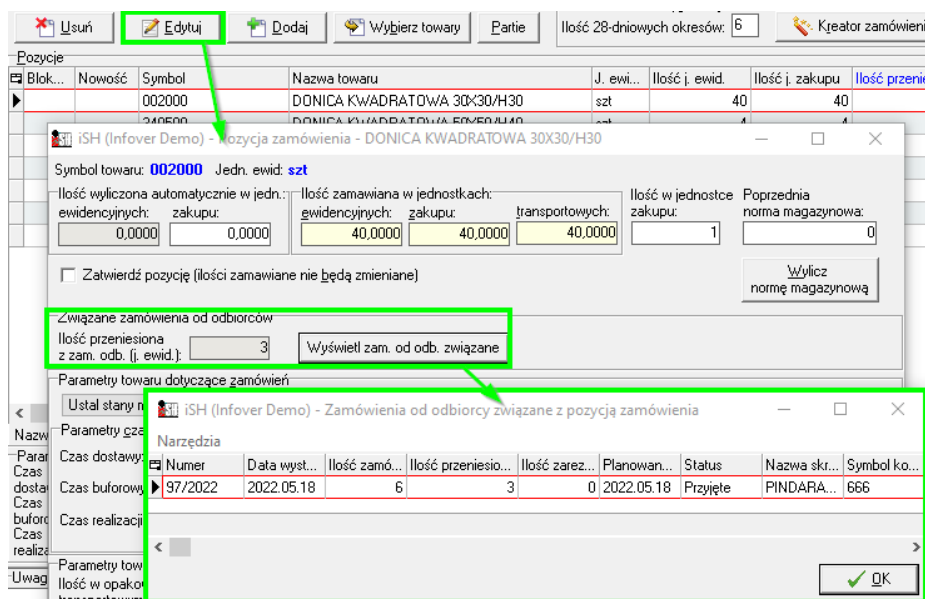 Usuń Edytuj Dodaj Wybierz towary Partie Ilość 28-dniowych okresów: 6 Kreator zamówieni
Pozycje
Blok... Nowość Symbol Nazwa towaru J. ewi... Ilość j. ewid. Ilość j. zakupu Ilość przenie
002000 DONICA KWADRATOWA 30X30/H30 szt 40 40
iSH (Infover Demo) - Pozycja zamówienia - DONICA KWADRATOWA 30X30/H30
Symbol towaru: 002000 Jedn. ewid: szt
Ilość wyliczona automatycznie w jedn.: Ilość zamawiana w jednostkach: Ilość w jednostce Poprzednia
ewidencyjnych: zakupu: ewidencyjnych: zakupu: transportowych: zakupu: norma magazynowa:
0,0000 0,0000 40,0000 40,0000 40,0000 1 0
Zatwierdź pozycję (ilości zamawiane nie będą zmieniane) Wylicz
normę magazynową
Związane zamówienia od odbiorców
Ilość przeniesiona
z zam. odb. (j. ewid.): 3 Wyświetl zam. od odb. związane
Parametry towaru dotyczące zamówień
Ustal stany
iSH (Infover Demo) - Zamówienia od odbiorcy związane z pozycją zamówienia
Nazw Parametry cza
Narzędzia
Parar Czas dostawy:
Numer Data wyst... Ilość zamó... Ilość przeniesio... Ilość zarez... Planowan... Status Nazwa skr... Symbol ko...
Czas
dosta Czas buforowy
97/2022 2022.05.18 6 3 0 2022.05.18 Przyjęte PINDARA... 666
Czas
buforo Czas realizacji
Czas
realiza
Parametry tow
Uwag Ilość w opako
OK